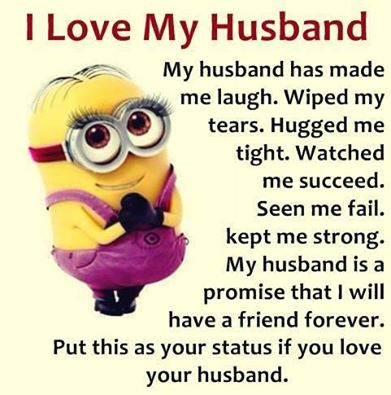 I Love My Husband
My husband has made
me laugh. Wiped my
tears. Hugged me
tight. Watched
me succeed.
Seen me fail.
kept me strong.
My husband is a
promise that I will
have a friend forever.
Put this as your status if you love
your husband.